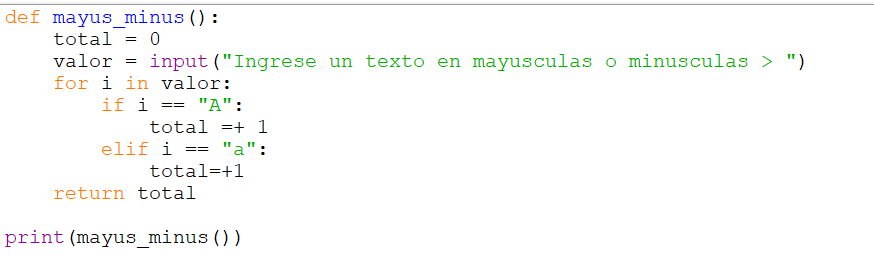 def mayus_minus():
    total = 0
    valor = input("Ingrese un texto en mayusculas o minusculas > ")
    for i in valor:
        if i == "A":
            total =+ 1
        elif i == "a":
            total=+1
    return total

print(mayus_minus())